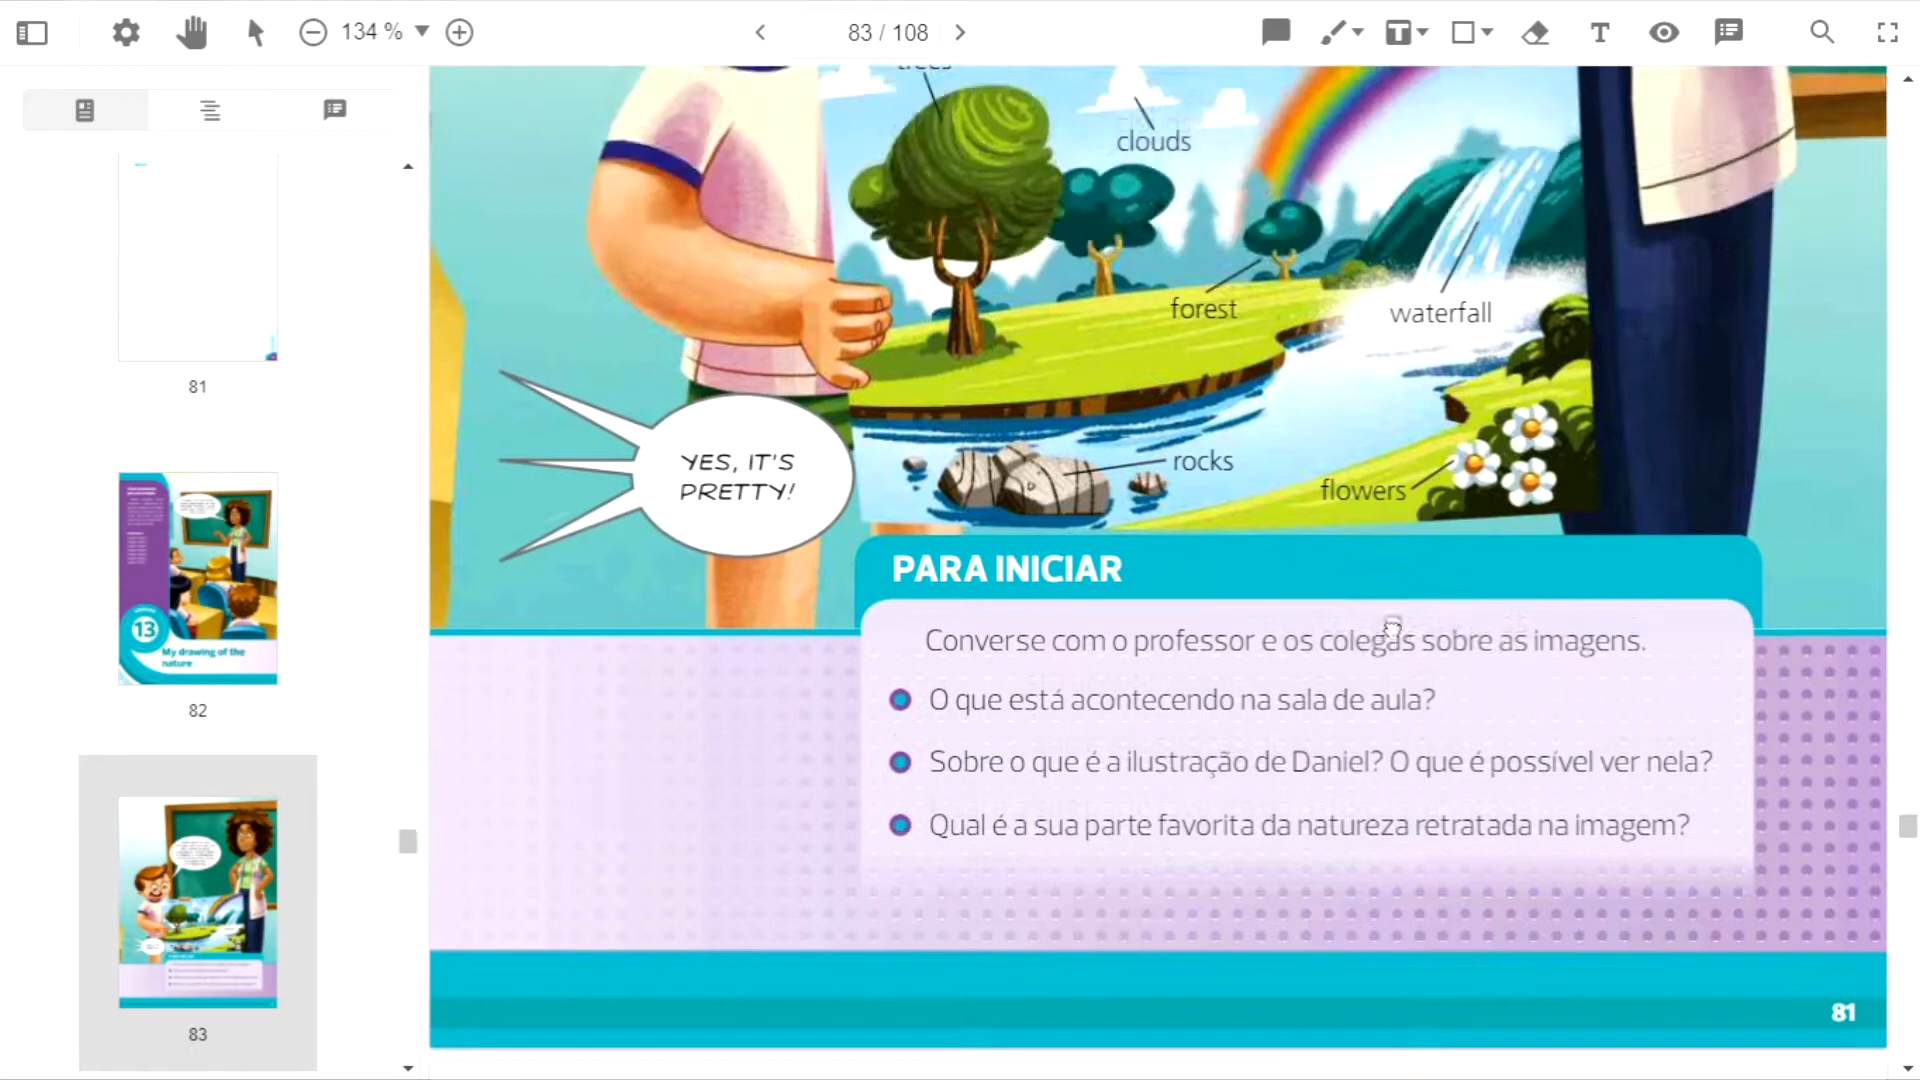 134 %
83 / 108
81
13
My drawing of the
nature
82
83
trees
clouds
forest
waterfall
rocks
flowers
YES, IT'S
PRETTY!
PARA INICIAR
Converse com o professor e os colegas sobre as imagens.
O que está acontecendo na sala de aula?
Sobre o que é a ilustração de Daniel? O que é possível ver nela?
Qual é a sua parte favorita da natureza retratada na imagem?
81